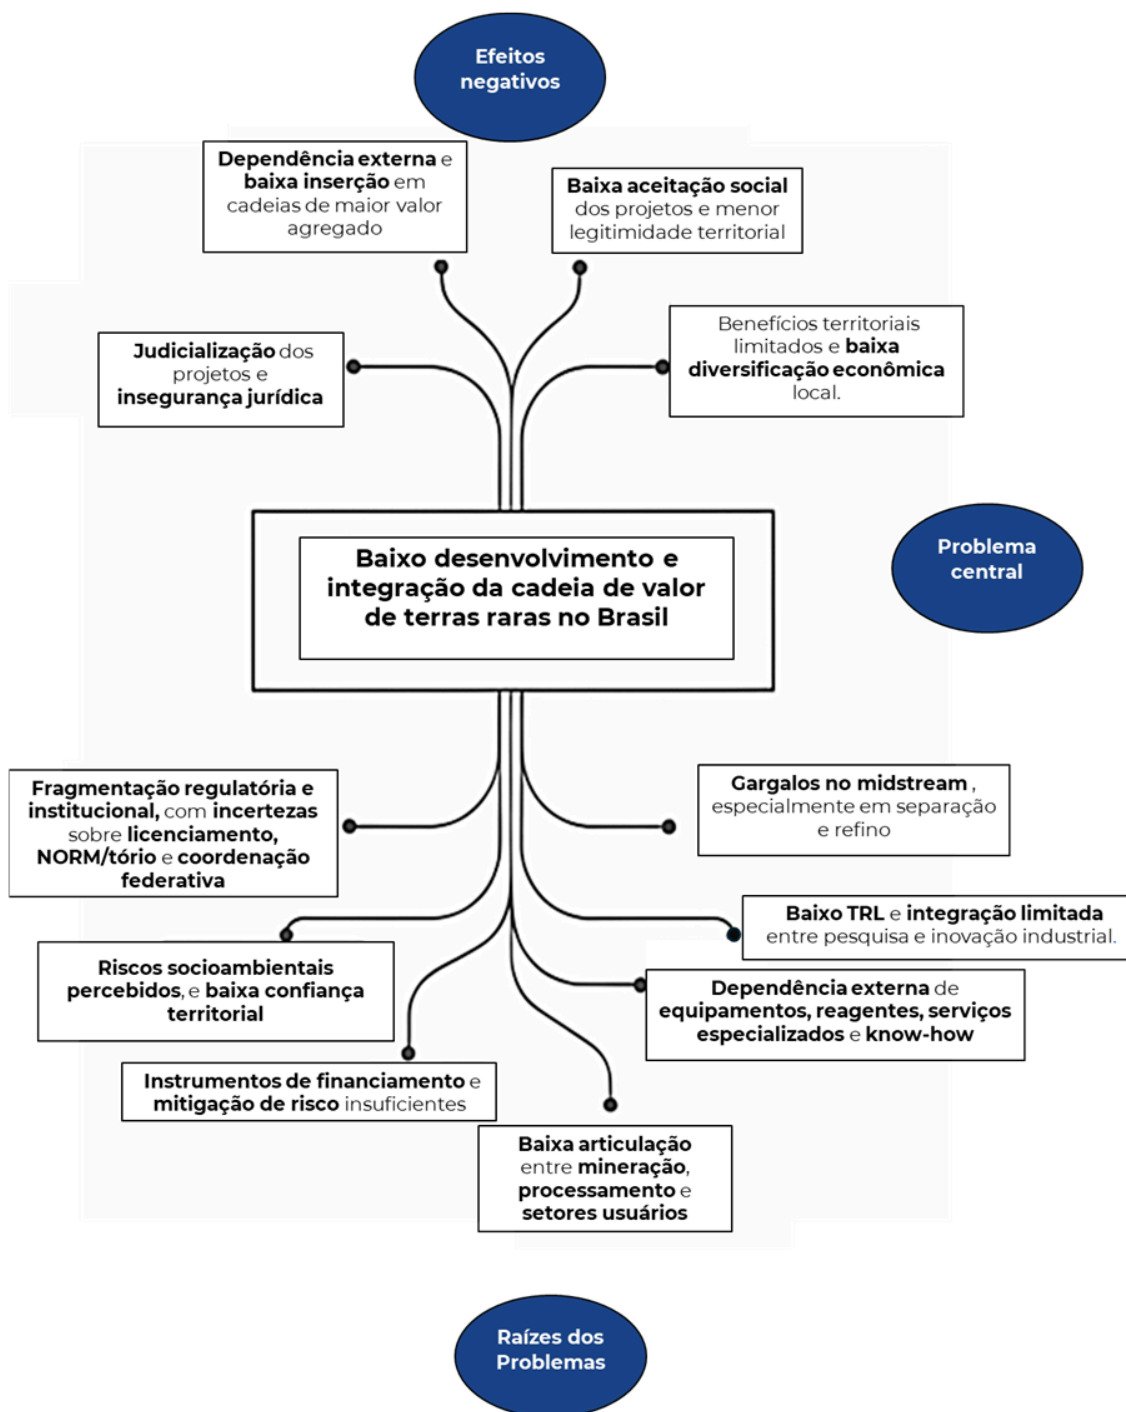 Efeitos
negativos
Dependência externa e
baixa inserção em
cadeias de maior valor
agregado
Baixa aceitação social
dos projetos e menor
legitimidade territorial
Judicialização dos
projetos e
insegurança jurídica
Benefícios territoriais
limitados e baixa
diversificação econômica
local.
Baixo desenvolvimento e
integração da cadeia de valor
de terras raras no Brasil
Problema
central
Fragmentação regulatória e
institucional, com incertezas
sobre licenciamento,
NORM/tório e coordenação
federativa
Gargalos no midstream ,
especialmente em separação
e refino
Baixo TRL e integração limitada
entre pesquisa e inovação industrial.
Riscos socioambientais
percebidos, e baixa confiança
territorial
Dependência externa de
equipamentos, reagentes, serviços
especializados e know-how
Instrumentos de financiamento e
mitigação de risco insuficientes
Baixa articulação
entre mineração,
processamento e
setores usuários
Raízes dos
Problemas